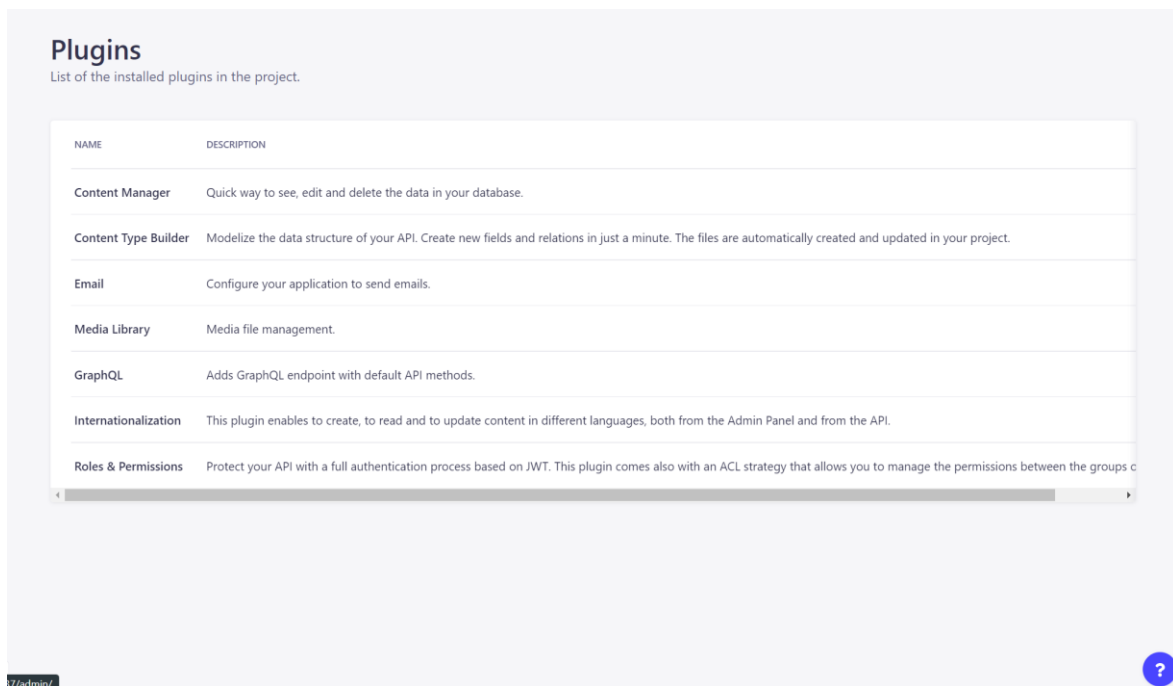 Plugins
List of the installed plugins in the project.
NAME DESCRIPTION
Content Manager Quick way to see, edit and delete the data in your database.
Content Type Builder Modelize the data structure of your API. Create new fields and relations in just a minute. The files are automatically created and updated in your project.
Email Configure your application to send emails.
Media Library Media file management.
GraphQL Adds GraphQL endpoint with default API methods.
Internationalization This plugin enables to create, to read and to update content in different languages, both from the Admin Panel and from the API.
Roles & Permissions Protect your API with a full authentication process based on JWT. This plugin comes also with an ACL strategy that allows you to manage the permissions between the groups
?
37/admin/